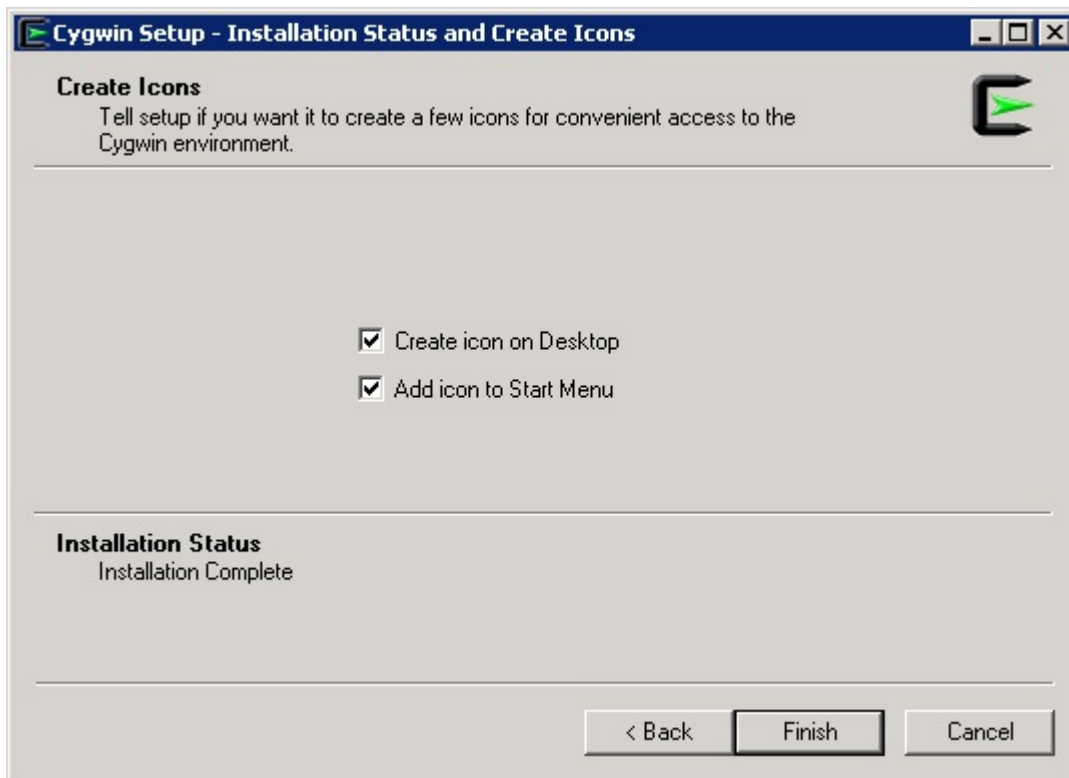 Cygwin Setup - Installation Status and Create Icons
Create Icons
Tell setup if you want it to create a few icons for convenient access to the
Cygwin environment.
Create icon on Desktop
Add icon to Start Menu
Installation Status
Installation Complete
< Back
Finish
Cancel